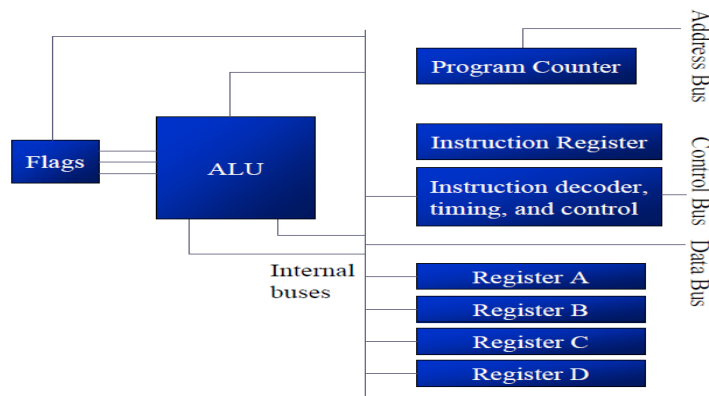 Program Counter
Address Bus
Flags
ALU
Instruction Register
Instruction decoder,
timing, and control
Control Bus
Internal
buses
Data Bus
Register A
Register B
Register C
Register D